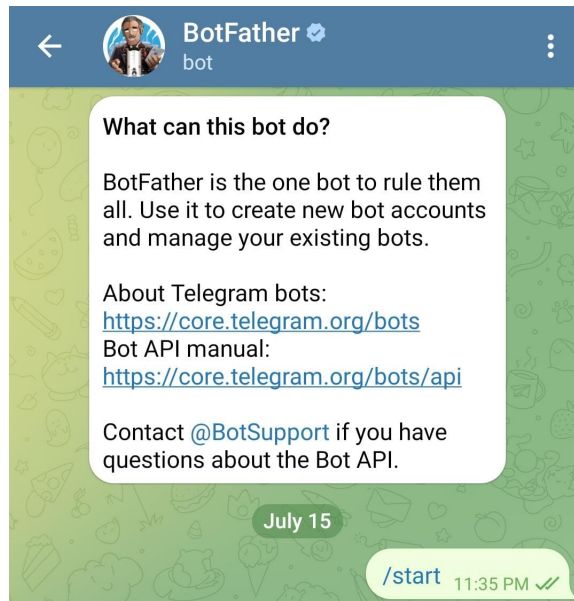 BotFather
bot
What can this bot do?
BotFather is the one bot to rule them
all. Use it to create new bot accounts
and manage your existing bots.
About Telegram bots:
https://core.telegram.org/bots
Bot API manual:
https://core.telegram.org/bots/api
Contact @BotSupport if you have
questions about the Bot API.
July 15
/start 11:35 PM